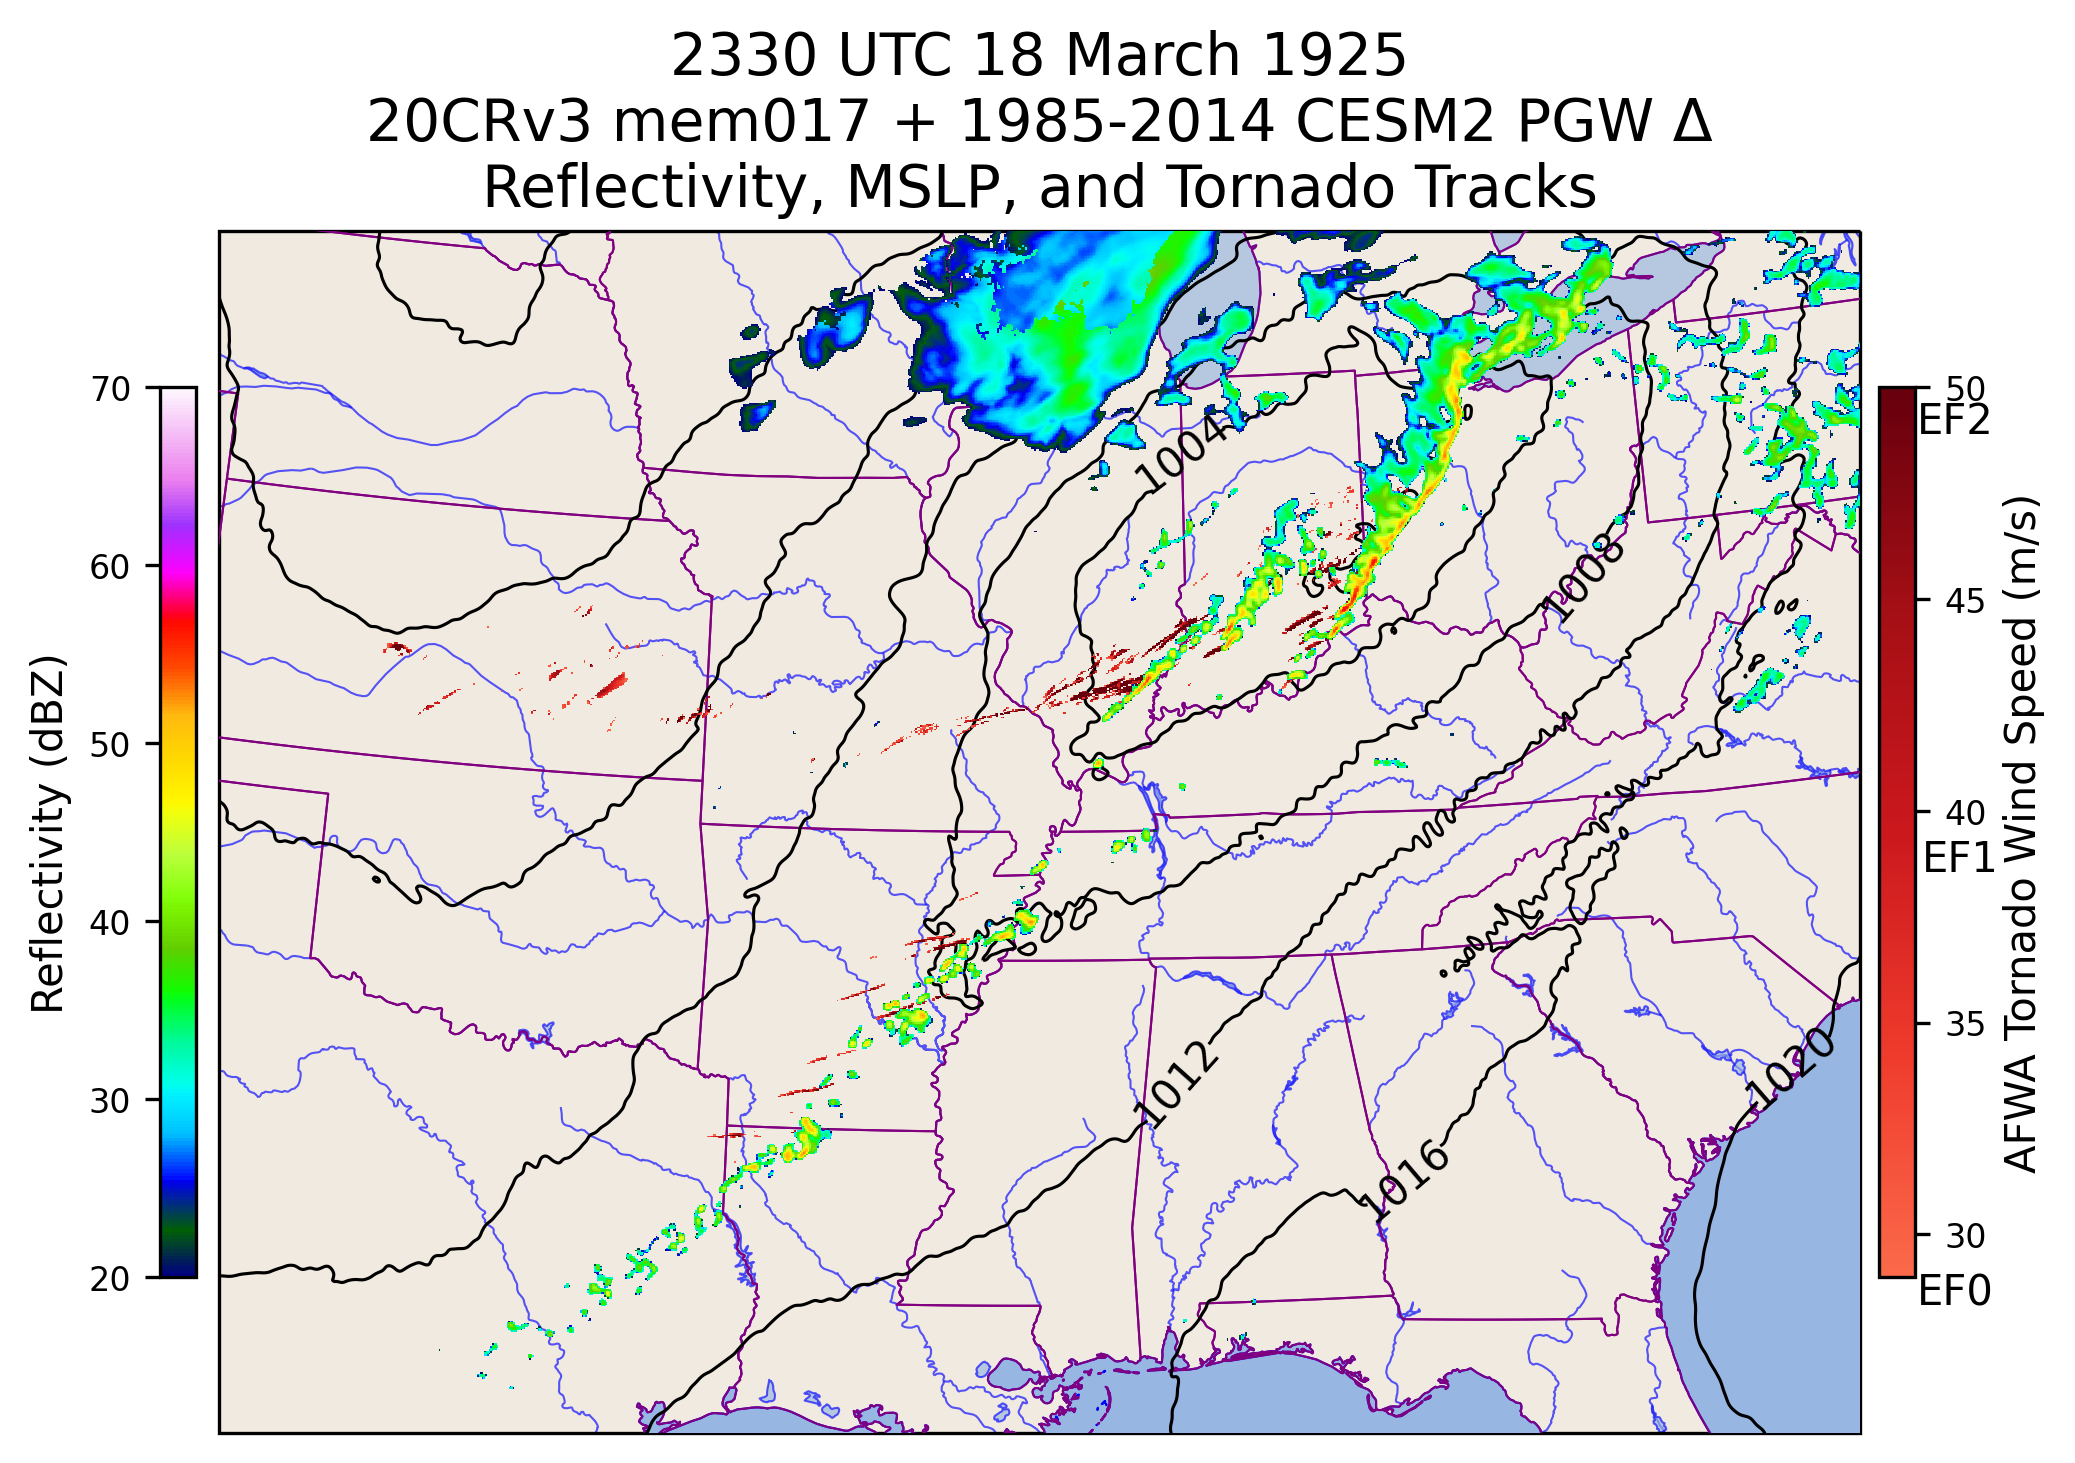 2330 UTC 18 March 1925
20CRv3 mem017 + 1985-2014 CESM2 PGW Δ
Reflectivity, MSLP, and Tornado Tracks
70
60
50
40
30
20
Reflectivity (dBZ)
1004
1008
1012
1016
1020
50
EF2
45
40
EF1
35
30
EF0
AFWA Tornado Wind Speed (m/s)